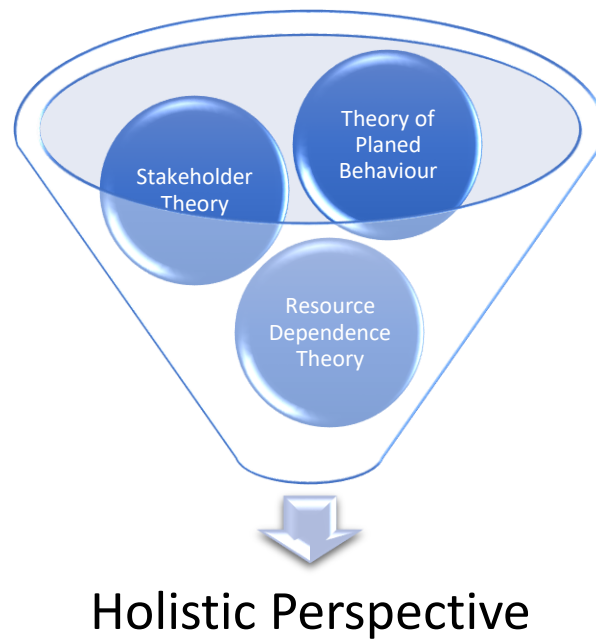 Theory of
Planed
Behaviour
Stakeholder
Theory
Resource
Dependence
Theory
Holistic Perspective